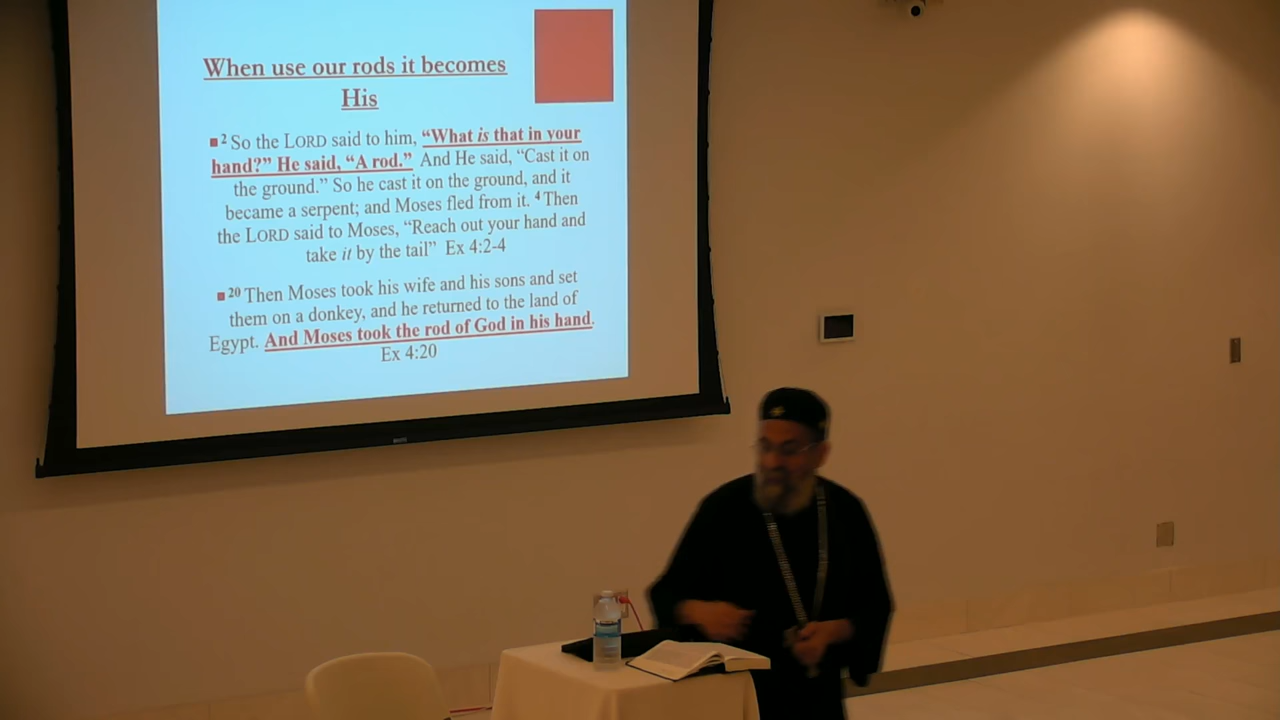 When use our rods it becomes
His
2 So the LORD said to him, “What is that in your
hand?” He said, “A rod.” And He said, “Cast it on
the ground.” So he cast it on the ground, and it
became a serpent; and Moses fled from it. 4 Then
the LORD said to Moses, “Reach out your hand and
take it by the tail” Ex 4:2-4
20 Then Moses took his wife and his sons and set
them on a donkey, and he returned to the land of
Egypt. And Moses took the rod of God in his hand.
Ex 4:20